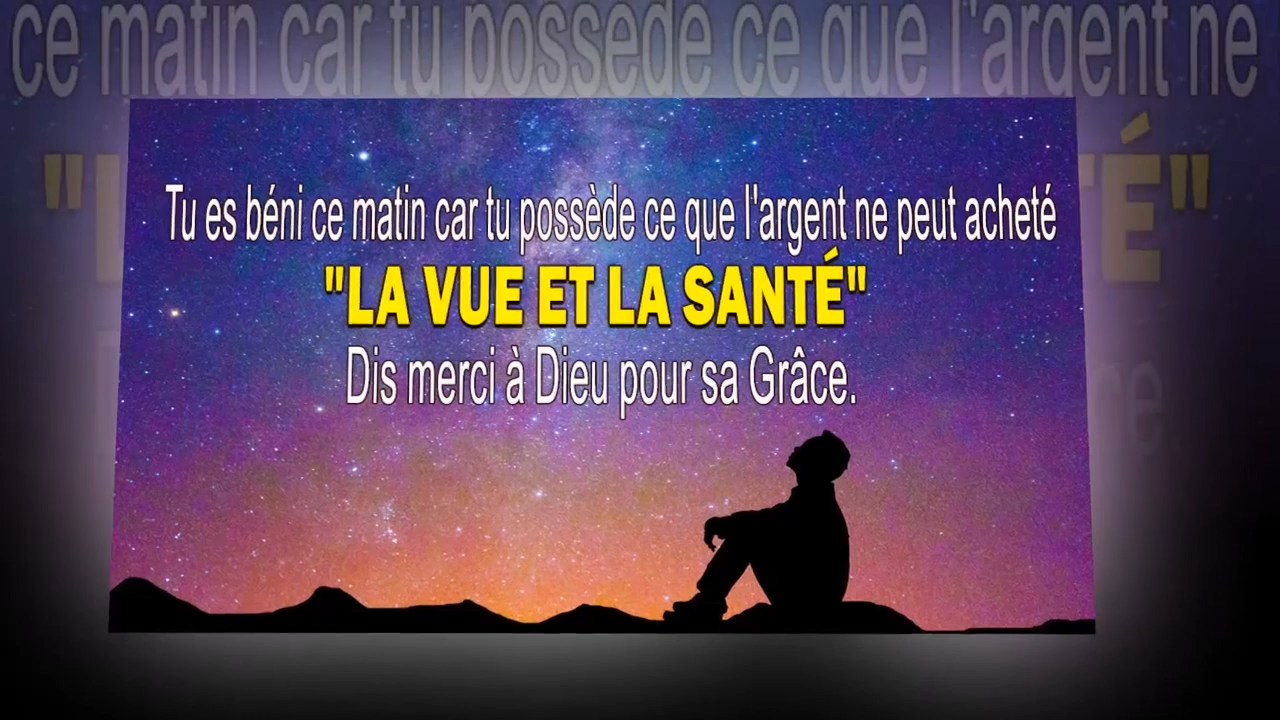 ce matin car tu possède ce que l'argent ne
Tu es béni ce matin car tu possède ce que l'argent ne peut acheté
"LA VUE ET LA SANTÉ"
Dis merci à Dieu pour sa Grâce.